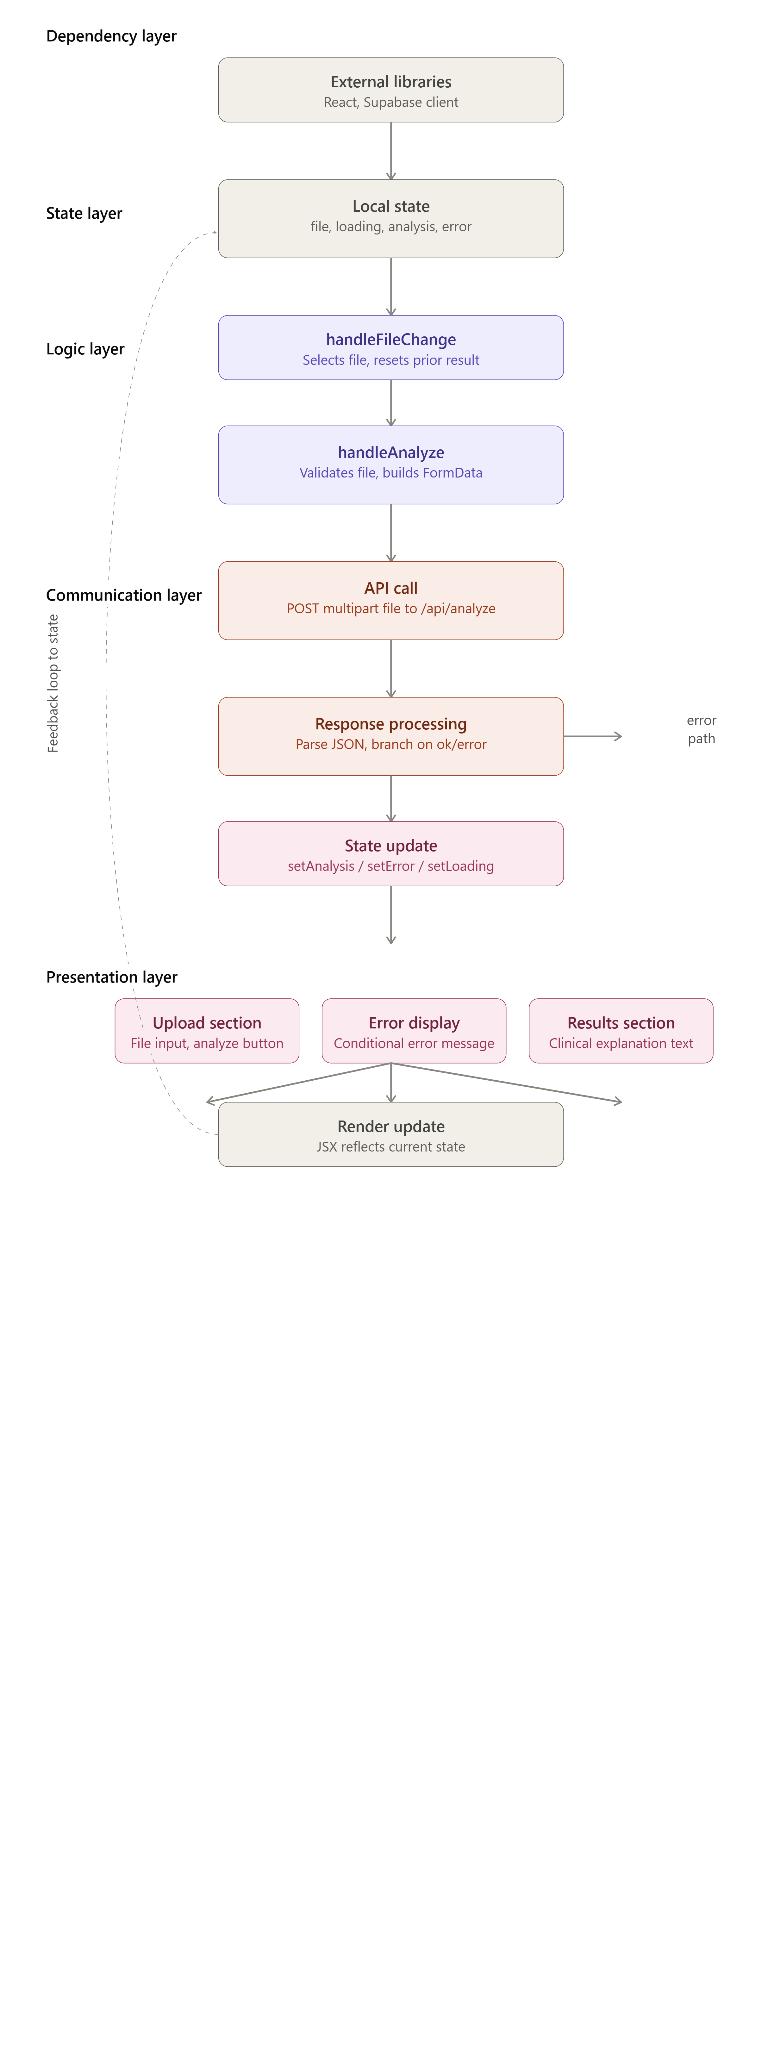 Dependency layer
External libraries
React, Supabase client
State layer
Local state
file, loading, analysis, error
Logic layer
handleFileChange
Selects file, resets prior result
handleAnalyze
Validates file, builds FormData
Communication layer
API call
POST multipart file to /api/analyze
Feedback loop to state
Response processing
Parse JSON, branch on ok/error
error
path
State update
setAnalysis / setError / setLoading
Presentation layer
Upload section
File input, analyze button
Error display
Conditional error message
Results section
Clinical explanation text
Render update
JSX reflects current state